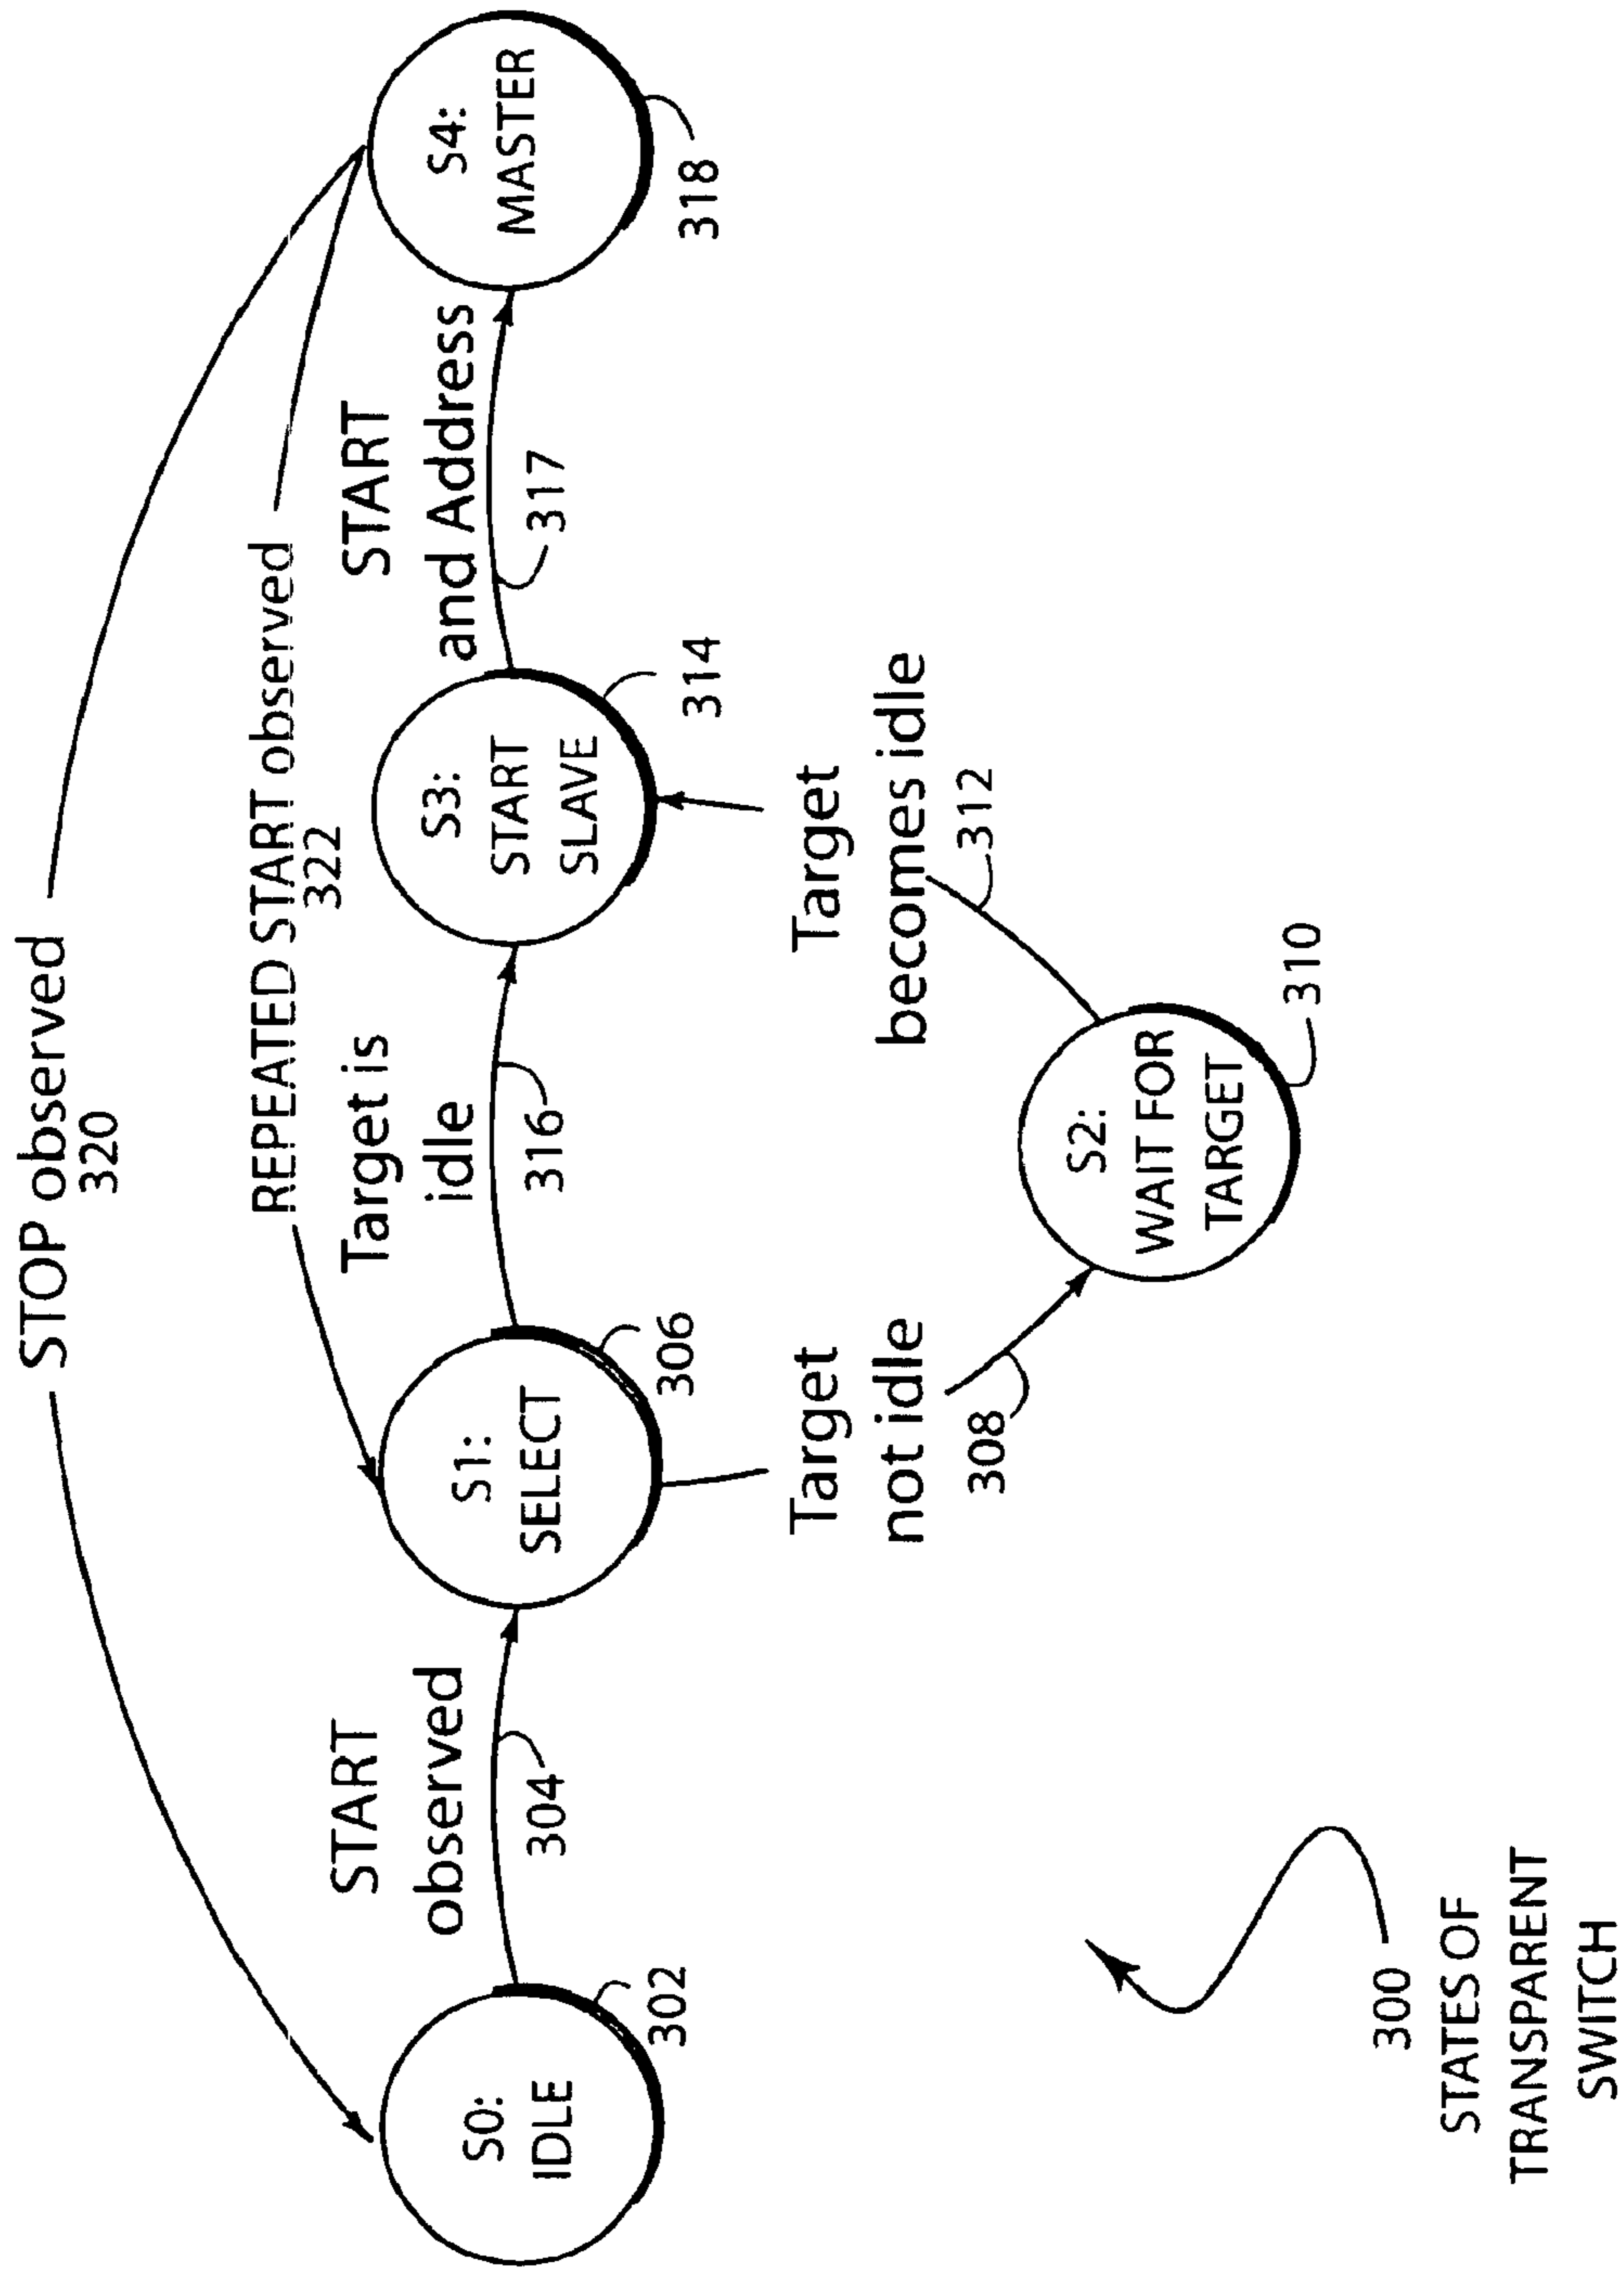 STOP observed
320
REPEATED START observed
322
START
observed
304
Target is
idle
316
START
and Address
317
S0:
IDLE
302
S1:
SELECT
306
S3:
START
SLAVE
314
S4:
MASTER
318
Target
not idle
308
Target
becomes idle
312
S2:
WAIT FOR
TARGET
310
300
STATES OF
TRANSPARENT
SWITCH